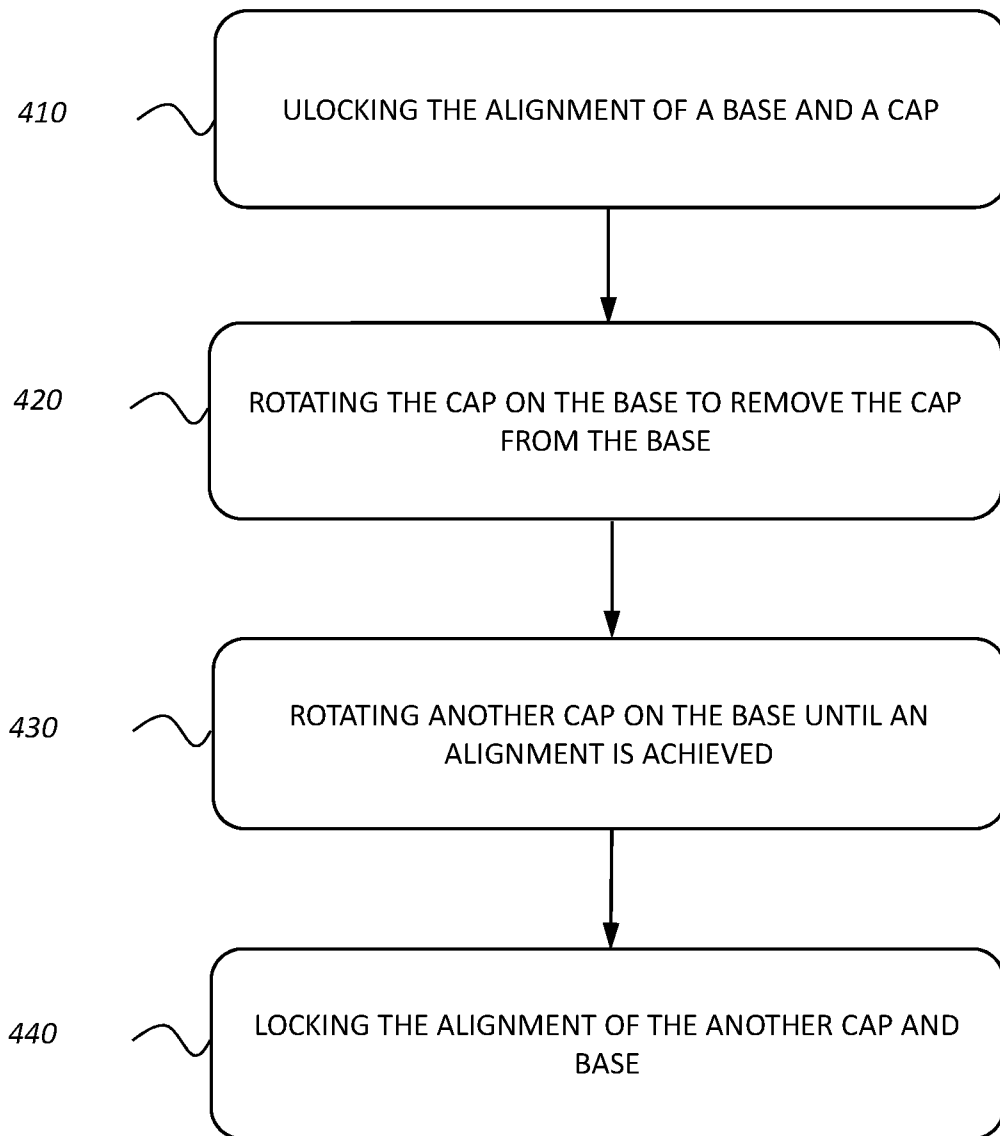 410
ULOCKING THE ALIGNMENT OF A BASE AND A CAP
420
ROTATING THE CAP ON THE BASE TO REMOVE THE CAP
FROM THE BASE
430
ROTATING ANOTHER CAP ON THE BASE UNTIL AN
ALIGNMENT IS ACHIEVED
440
LOCKING THE ALIGNMENT OF THE ANOTHER CAP AND
BASE